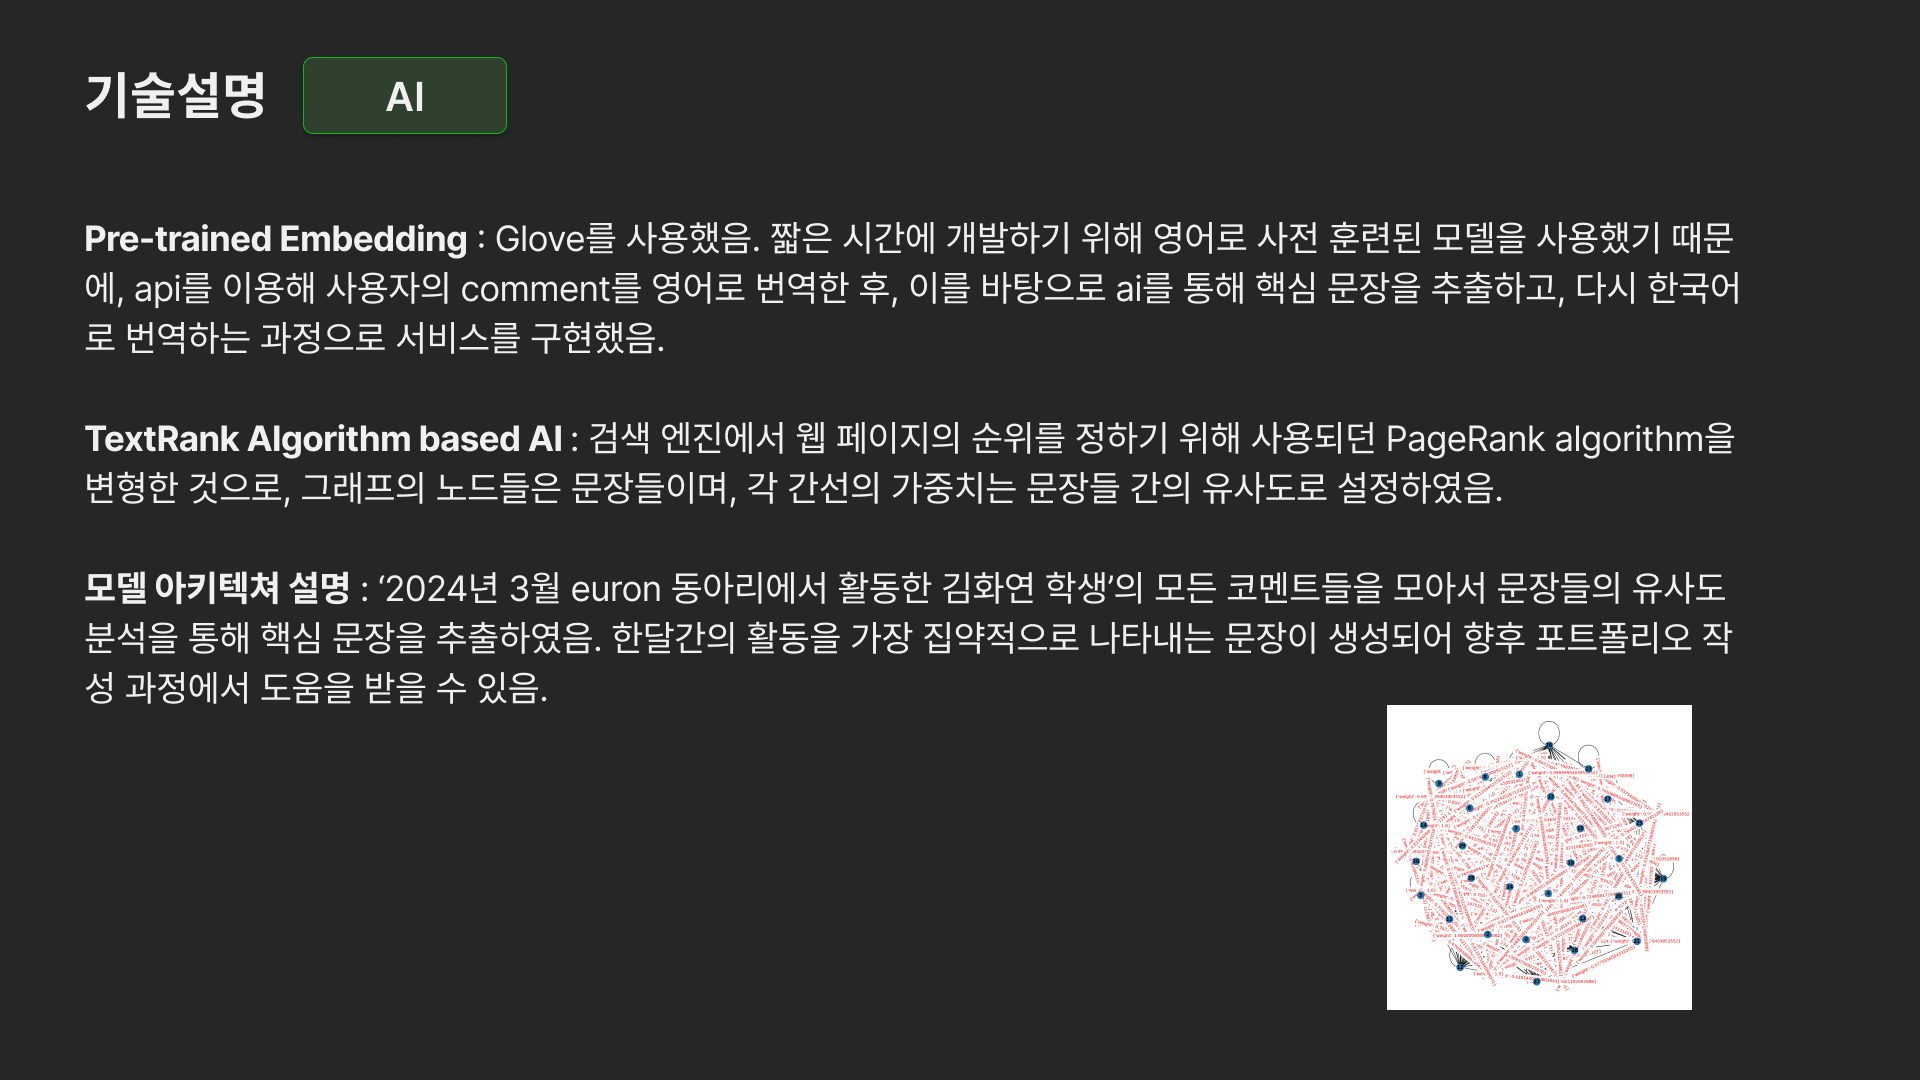 기술설명
AI
Pre-trained Embedding : Glove를 사용했음. 짧은 시간에 개발하기 위해 영어로 사전 훈련된 모델을 사용했기 때문
에, api를 이용해 사용자의 comment를 영어로 번역한 후, 이를 바탕으로 ai를 통해 핵심 문장을 추출하고, 다시 한국어
로 번역하는 과정으로 서비스를 구현했음.
TextRank Algorithm based AI : 검색 엔진에서 웹 페이지의 순위를 정하기 위해 사용되던 PageRank algorithm을
변형한 것으로, 그래프의 노드들은 문장들이며, 각 간선의 가중치는 문장들 간의 유사도로 설정하였음.
모델 아키텍쳐 설명 : ‘2024년 3월 euron 동아리에서 활동한 김화연 학생’의 모든 코멘트들을 모아서 문장들의 유사도
분석을 통해 핵심 문장을 추출하였음. 한달간의 활동을 가장 집약적으로 나타내는 문장이 생성되어 향후 포트폴리오 작
성 과정에서 도움을 받을 수 있음.